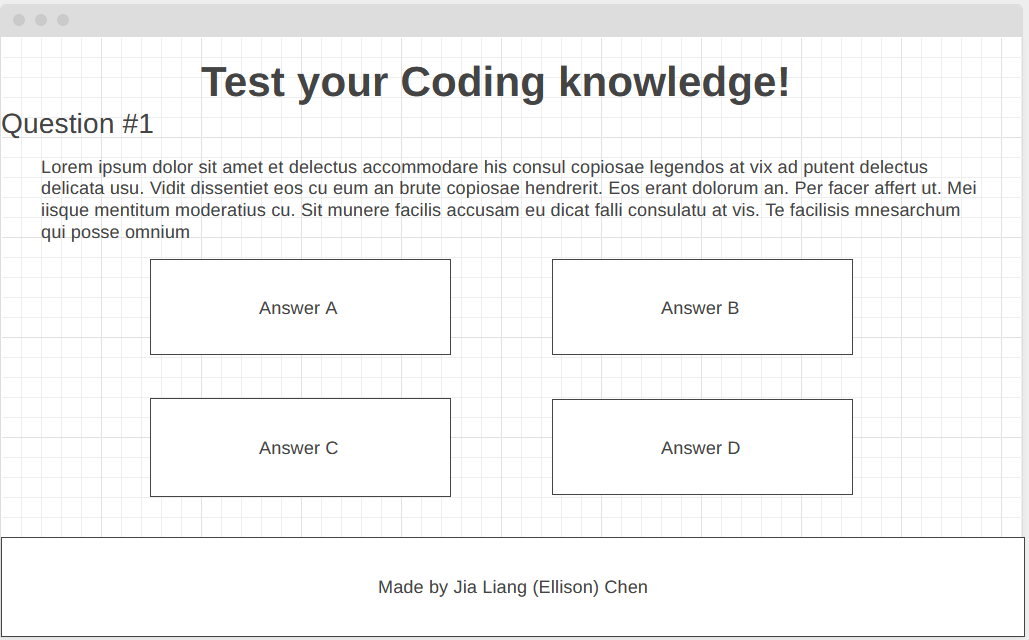 Test your Coding knowledge!
Question #1
Lorem ipsum dolor sit amet et delectus accommodare his consul copiosae legendos at vix ad putent delectus
delicata usu. Vidit dissentiet eos cu eum an brute copiosae hendrerit. Eos erant dolorum an. Per facer affert ut. Mei
iisque mentitum moderatius cu. Sit munere facilis accusam eu dicat falli consulatu at vis. Te facilisis mnesarchum
qui posse omnium
Answer A
Answer B
Answer C
Answer D
Made by Jia Liang (Ellison) Chen